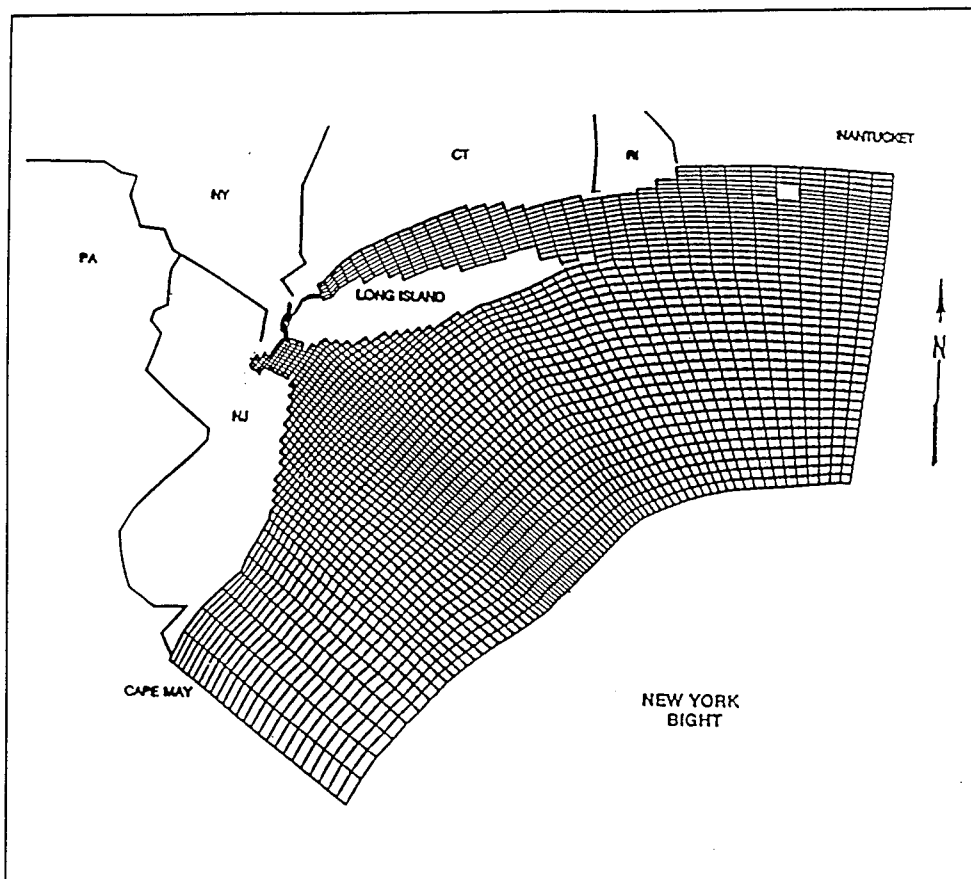 NANTUCKET
CT
RI
NY
PA
LONG ISLAND
N
NJ
CAPE MAY
NEW YORK
BIGHT